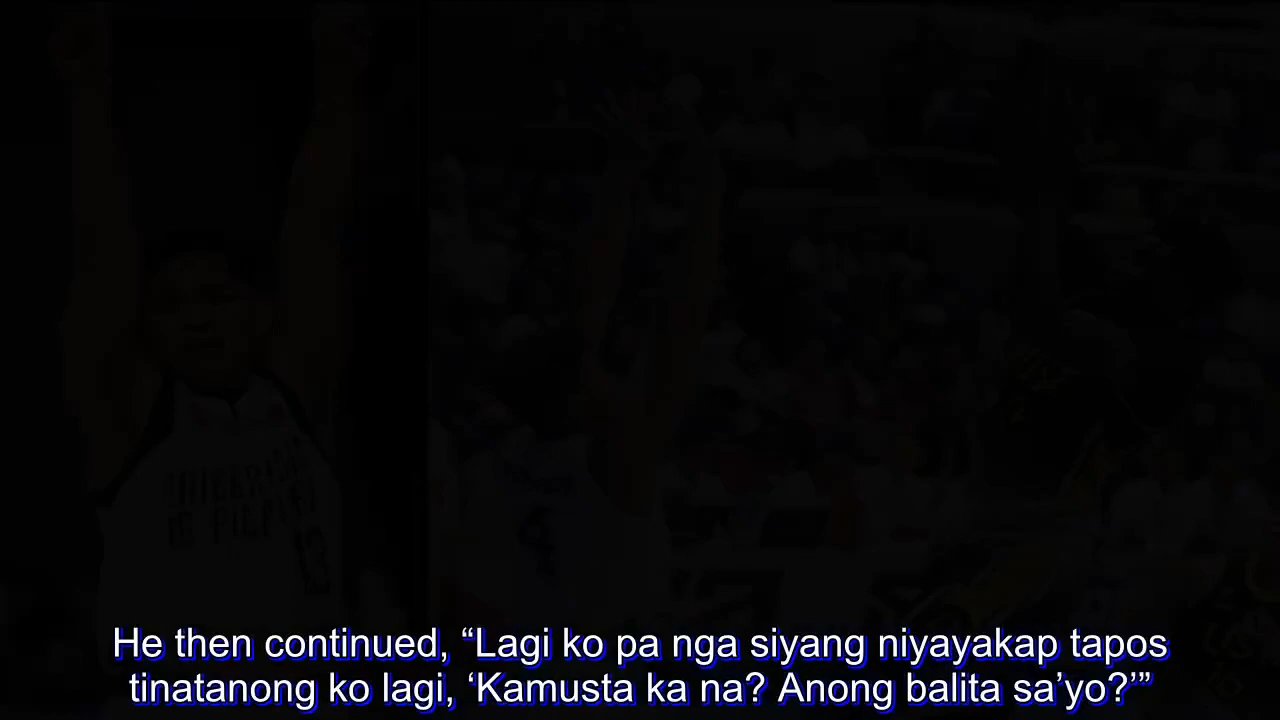 He then continued, “Lagi ko pa nga siyang niyayakap tapos
tinatanong ko lagi, ‘Kamusta ka na? Anong balita sa’yo?’”